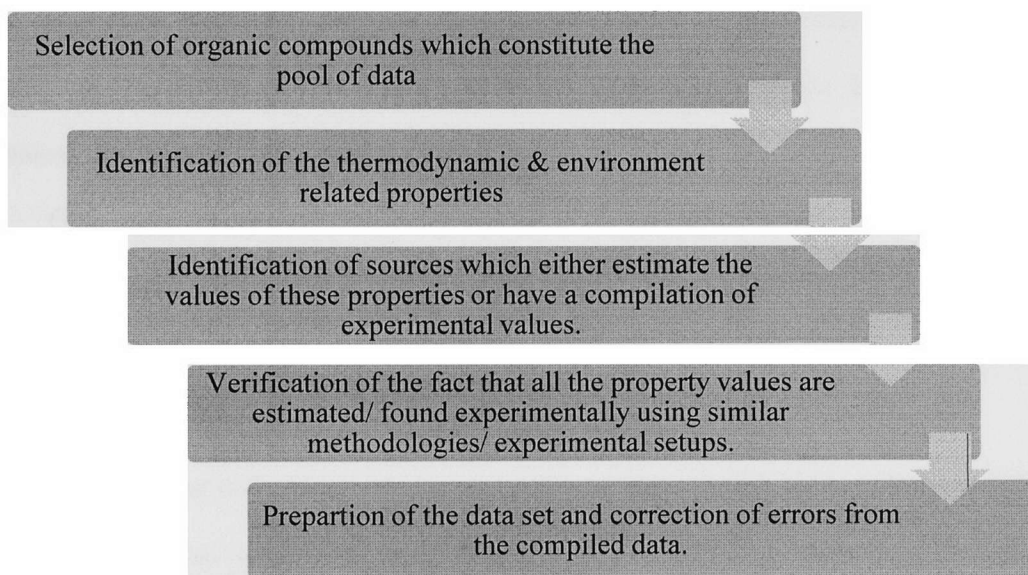 Selection of organic compounds which constitute the
pool of data
Identification of the thermodynamic & environment
related properties
Identification of sources which either estimate the
values of these properties or have a compilation of
experimental values.
Verification of the fact that all the property values are
estimated/ found experimentally using similar
methodologies/ experimental setups.
Prepartion of the data set and correction of errors from
the compiled data.